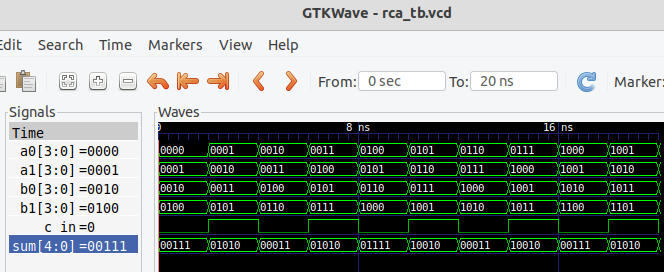 GTKWave - rca_tb.vcd
Edit Search Time Markers View Help
From: 0 sec To: 20 ns Marker:
Signals Waves
Time 0 8 ns 16 ns
a0[3:0] =0000 0000 0001 0010 0011 0100 0101 0110 0111 1000 1001
a1[3:0] =0001 0001 0010 0011 0100 0101 0110 0111 1000 1001 1010
b0[3:0] =0010 0010 0011 0100 0101 0110 0111 1000 1001 1010 1011
b1[3:0] =0100 0100 0101 0110 0111 1000 1001 1010 1011 1100 1101
c in =0
sum[4:0] =00111 00111 01010 00011 01010 01111 10010 00011 10010 00111 01010